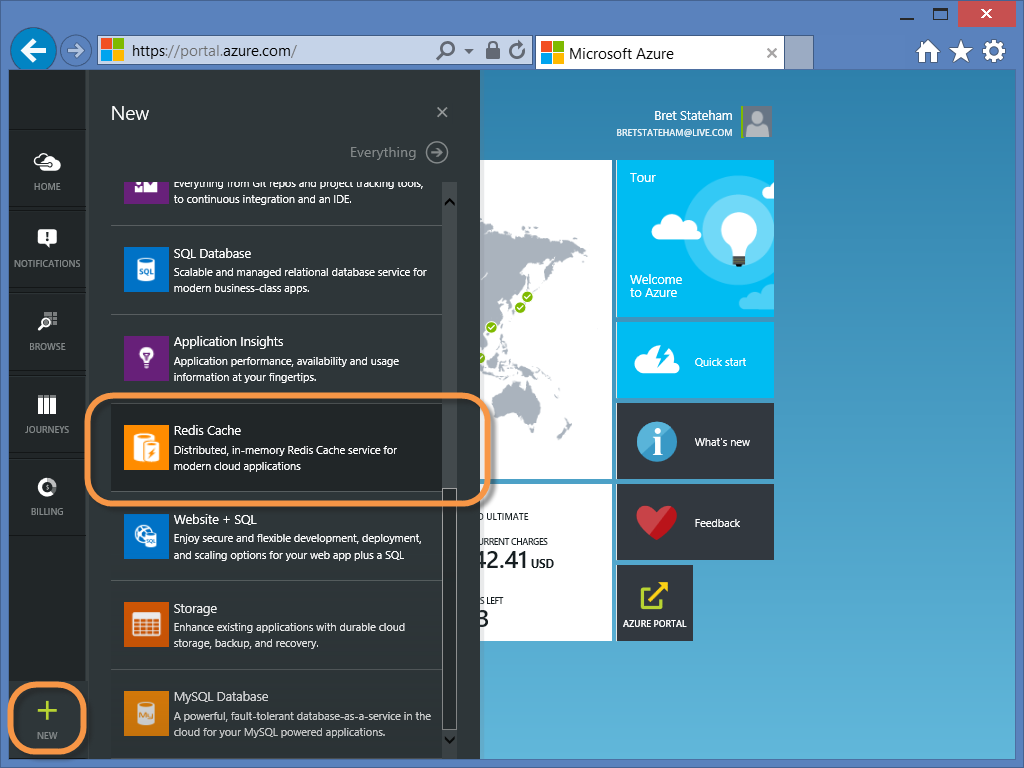 https://portal.azure.com/
Microsoft Azure
New
Everything
Bret Stateham
BRETSTATEHAM@LIVE.COM
HOME
NOTIFICATIONS
BROWSE
JOURNEYS
BILLING
NEW
Everything from Git repos and project tracking tools,
to continuous integration and an IDE.
SQL
SQL Database
Scalable and managed relational database service for
modern business-class apps.
Application Insights
Application performance, availability and usage
information at your fingertips.
Redis Cache
Distributed, in-memory Redis Cache service for
modern cloud applications
Website + SQL
Enjoy secure and flexible development, deployment,
and scaling options for your web app plus a SQL
Storage
Enhance existing applications with durable cloud
storage, backup, and recovery.
My
MySQL Database
A powerful, fault-tolerant database-as-a-service in the
cloud for your MySQL powered applications.
Tour
Welcome
to Azure
Quick start
What's new
Feedback
AZURE PORTAL
ULTIMATE
CHARGES
42.41 USD
LEFT